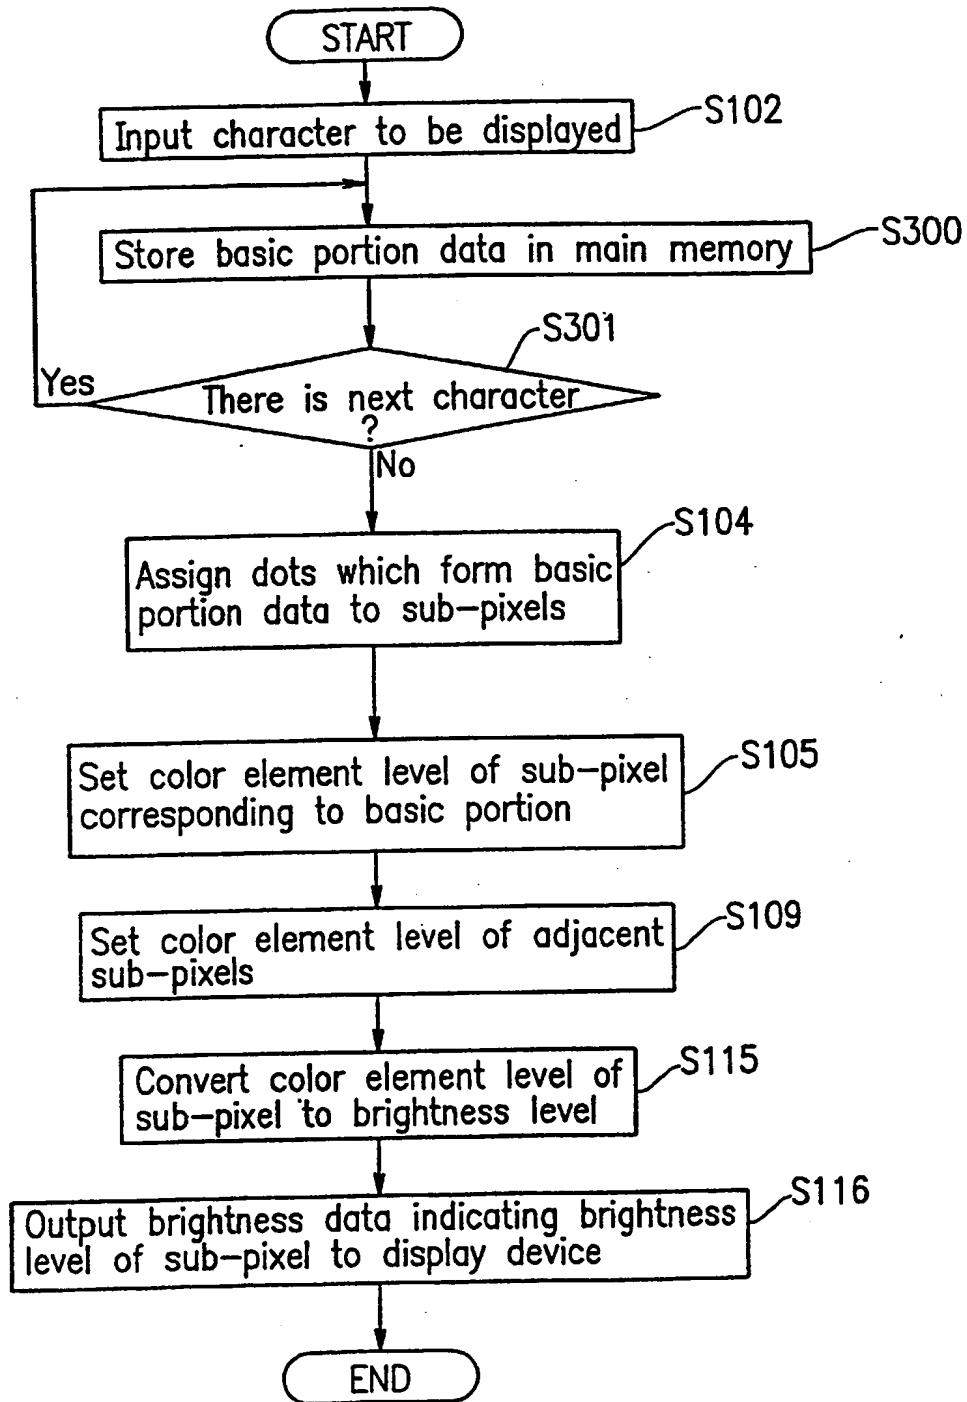 START
Input character to be displayed
S102
Store basic portion data in main memory
S300
S301
Yes
There is next character
?
No
S104
Assign dots which form basic
portion data to sub-pixels
S105
Set color element level of sub-pixel
corresponding to basic portion
S109
Set color element level of adjacent
sub-pixels
S115
Convert color element level of
sub-pixel to brightness level
S116
Output brightness data indicating brightness
level of sub-pixel to display device
END